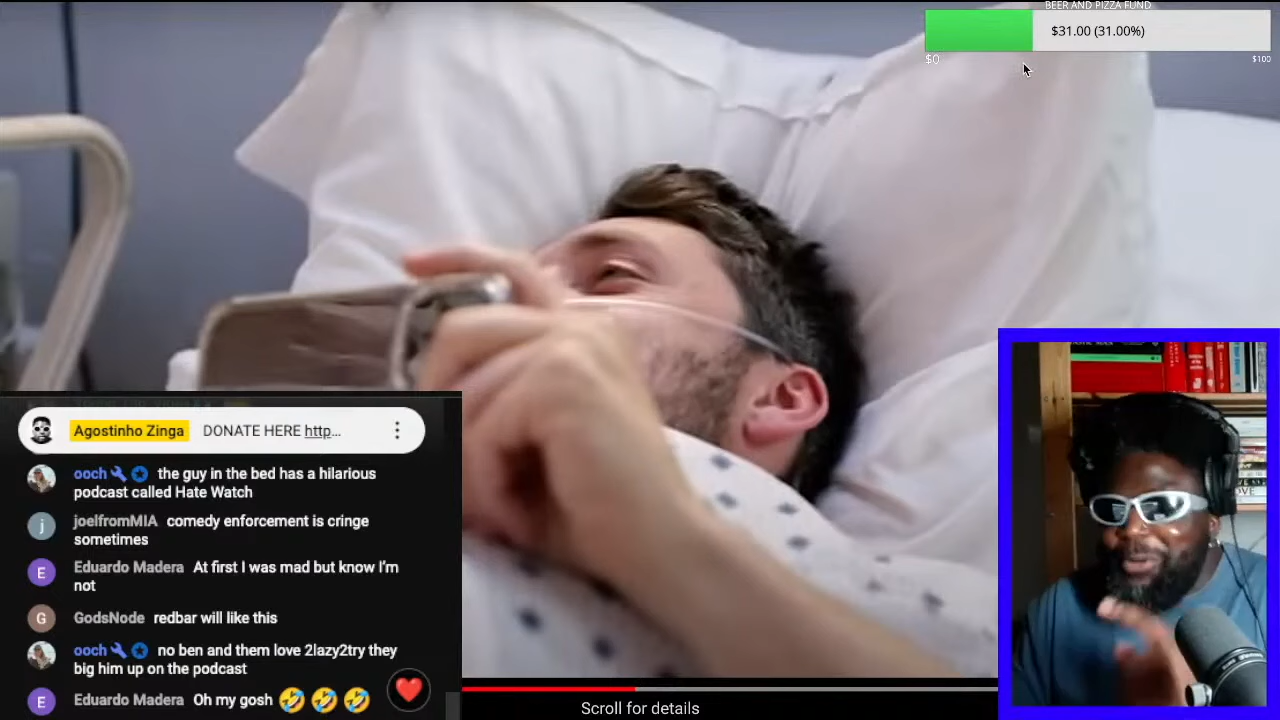 BEER AND PIZZA FUND
$31.00 (31.00%)
$0
$100
Agostinho Zinga DONATE HERE http...
ooch the guy in the bed has a hilarious
podcast called Hate Watch
j
joelfromMIA comedy enforcement is cringe
sometimes
E
Eduardo Madera At first I was mad but know I'm
not
G
GodsNode redbar will like this
ooch no ben and them love 2lazy2try they
big him up on the podcast
E
Eduardo Madera Oh my gosh 🤣🤣🤣
Scroll for details